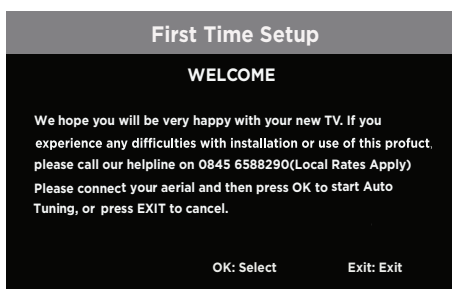 First Time Setup
WELCOME
We hope you will be very happy with your new TV. If you
experience any difficulties with installation or use of this profuct,
please call our helpline on 0845 6588290(Local Rates Apply)
Please connect your aerial and then press OK to start Auto
Tuning, or press EXIT to cancel.
OK: Select Exit: Exit